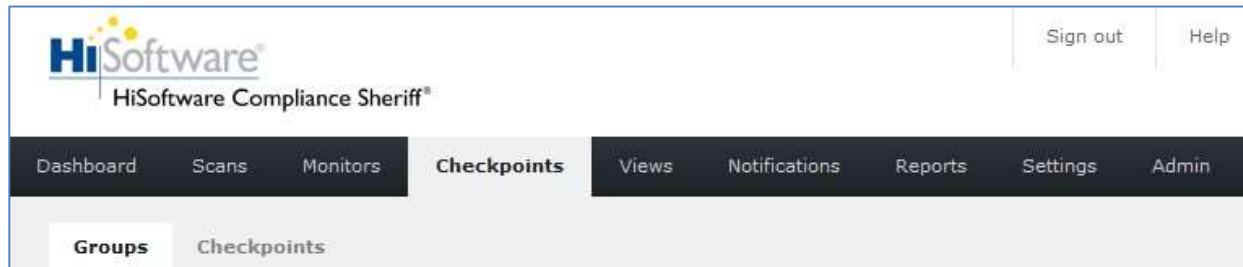 Sign out Help
HiSoftware®
HiSoftware Compliance Sheriff®
Dashboard Scans Monitors Checkpoints Views Notifications Reports Settings Admin
Groups Checkpoints